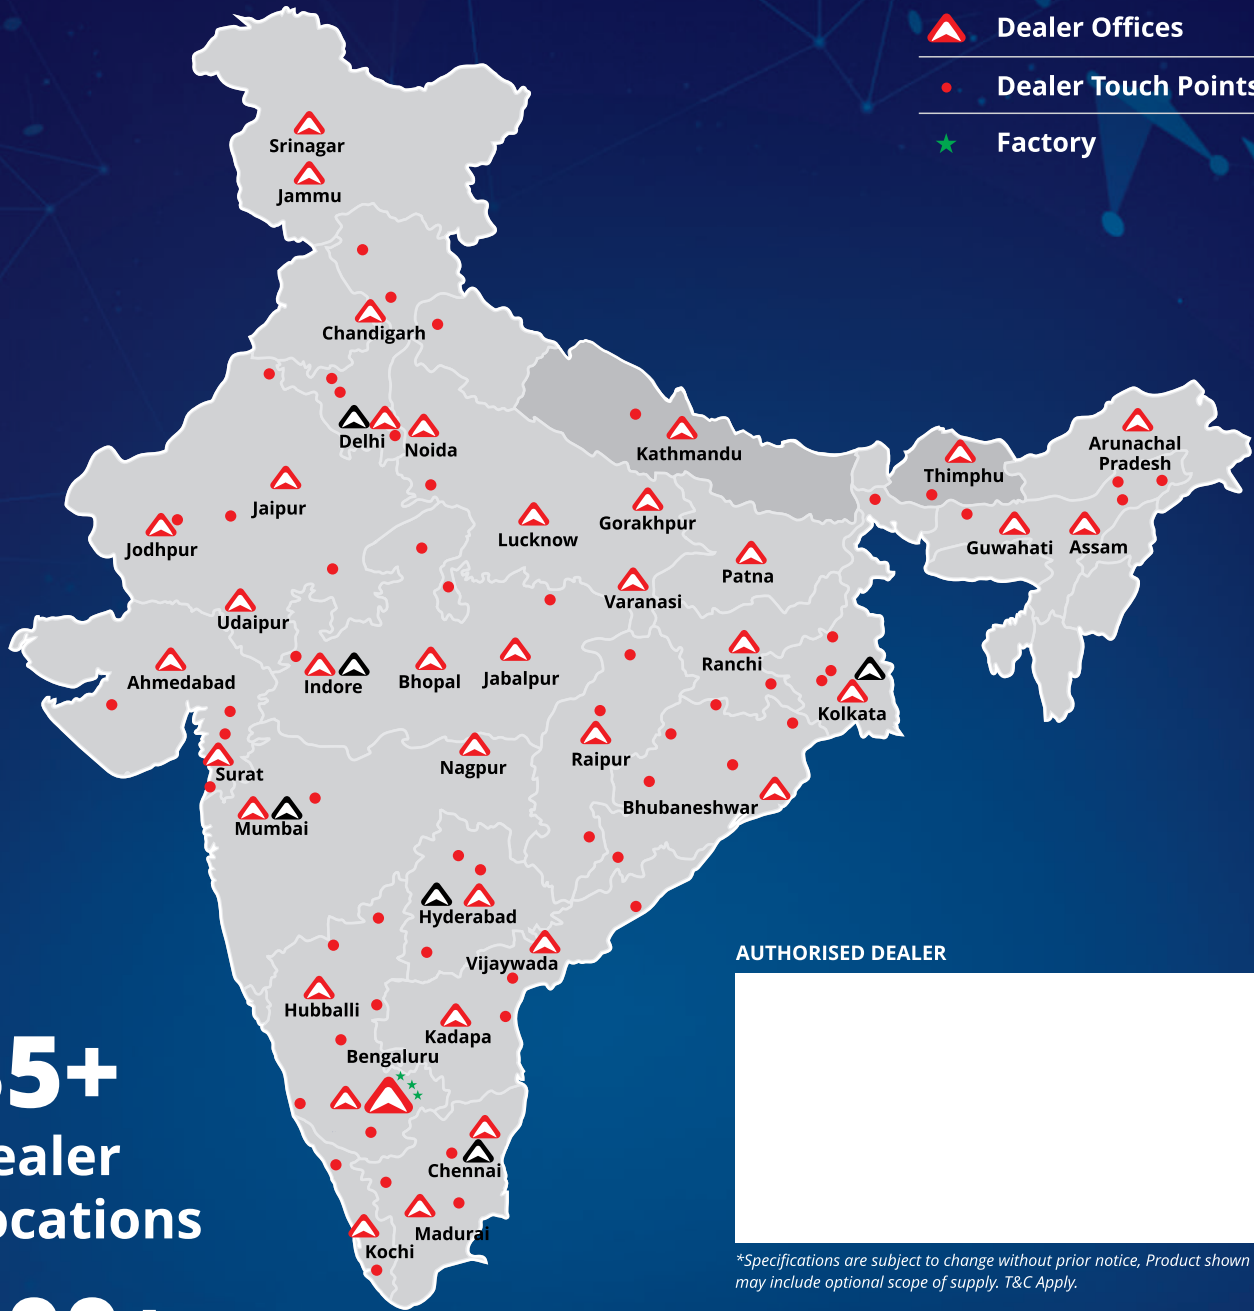 Dealer Offices
Dealer Touch Points
Factory
Srinagar
Jammu
Chandigarh
Delhi
Noida
Kathmandu
Thimphu
Arunachal
Pradesh
Jaipur
Jodhpur
Lucknow
Gorakhpur
Guwahati
Assam
Patna
Varanasi
Udaipur
Ahmedabad
Indore
Bhopal
Jabalpur
Ranchi
Kolkata
Surat
Nagpur
Raipur
Mumbai
Bhubaneshwar
Hyderabad
Vijaywada
Hubballi
Kadapa
Bengaluru
Chennai
Madurai
Kochi
5+
ealer
ocations
AUTHORISED DEALER
*Specifications are subject to change without prior notice, Product shown
may include optional scope of supply. T&C Apply.